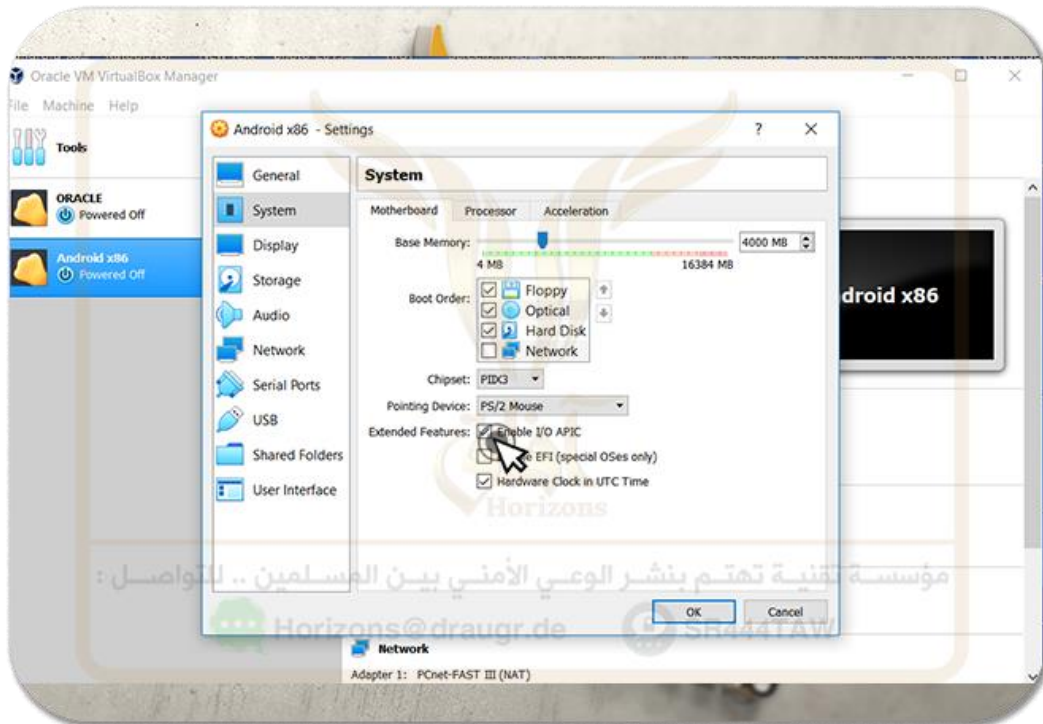 Oracle VM VirtualBox Manager
File Machine Help
Tools
ORACLE
Powered Off
Android x86
Powered Off
Android x86 - Settings
General
System
Display
Storage
Audio
Network
Serial Ports
USB
Shared Folders
User Interface
System
Motherboard Processor Acceleration
Base Memory: 4000 MB
4 MB 16384 MB
Boot Order:
Floppy
Optical
Hard Disk
Network
Chipset: PIIX3
Pointing Device: PS/2 Mouse
Extended Features: Enable I/O APIC
EFI (special OSes only)
Hardware Clock in UTC Time
Horizons
مؤسسة تقنية تهتم بنشر الوعي الأمني بين المسلمين .. للتواصل :
OK Cancel
Horizons@draugr.de SR444TAW
droid x86
Network
Adapter 1: PCnet-FAST III (NAT)